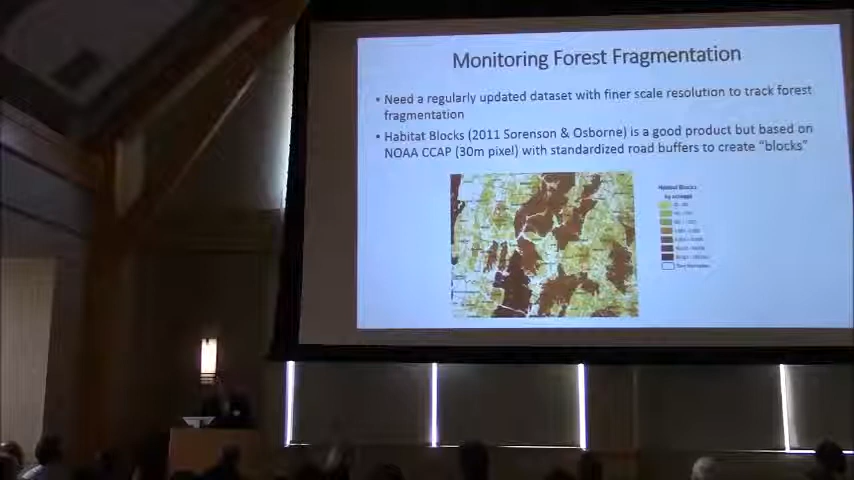 Monitoring Forest Fragmentation
• Need a regularly updated dataset with finer scale resolution to track forest
fragmentation
• Habitat Blocks (2011 Sorenson & Osborne) is a good product but based on
NOAA CCAP (30m pixel) with standardized road buffers to create “blocks”
Habitat Blocks
by acreage